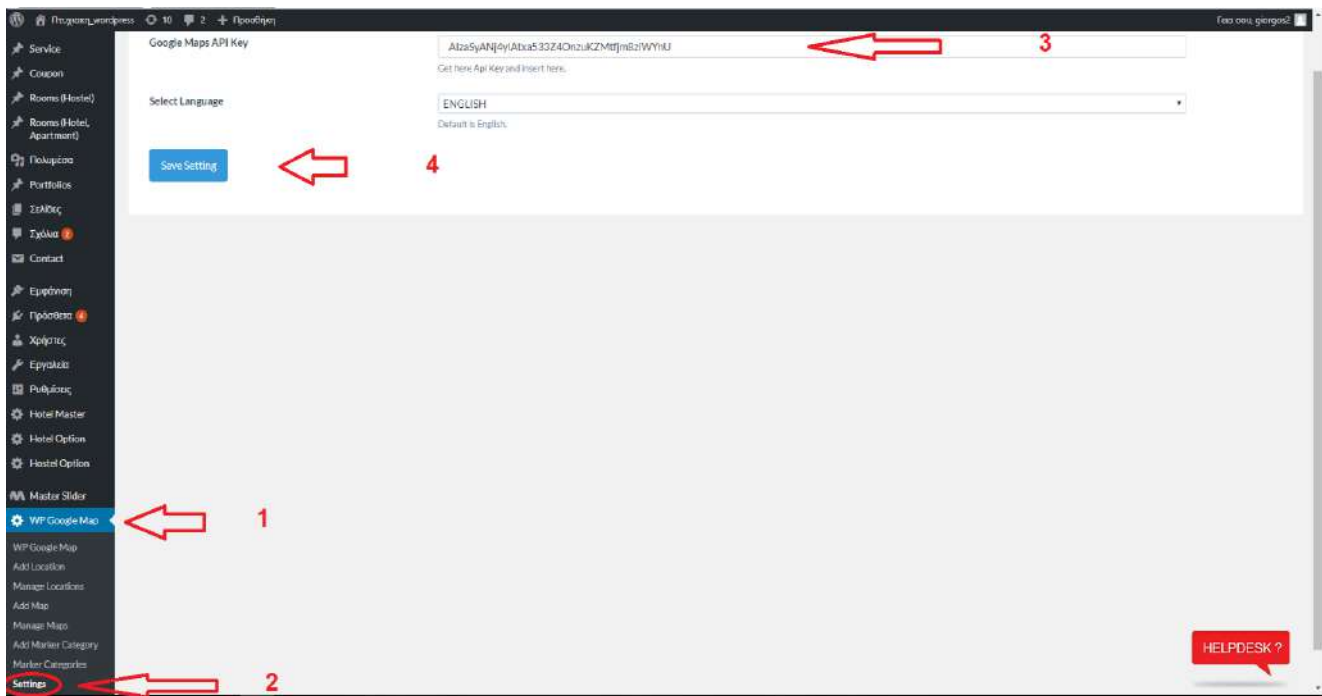 10 2 + Προσθήκη
Γεια σου, giorgos2
Service
Coupon
Rooms (Hostel)
Rooms (Hotel,
Apartment)
Πολυμέσα
Portfolios
Σελίδες
Σχόλια 2
Contact
Εμφάνιση
Πρόσθετα 4
Χρήστες
Εργαλεία
Ρυθμίσεις
Hotel Master
Hotel Option
Hostel Option
Master Slider
WP Google Map
WP Google Map
Add Location
Manage Locations
Add Map
Manage Maps
Add Marker Category
Marker Categories
Settings
Google Maps API Key
3
Get here Api Key and insert here.
Select Language
ENGLISH
Default is English.
Save Setting
4
1
2
HELPDESK ?